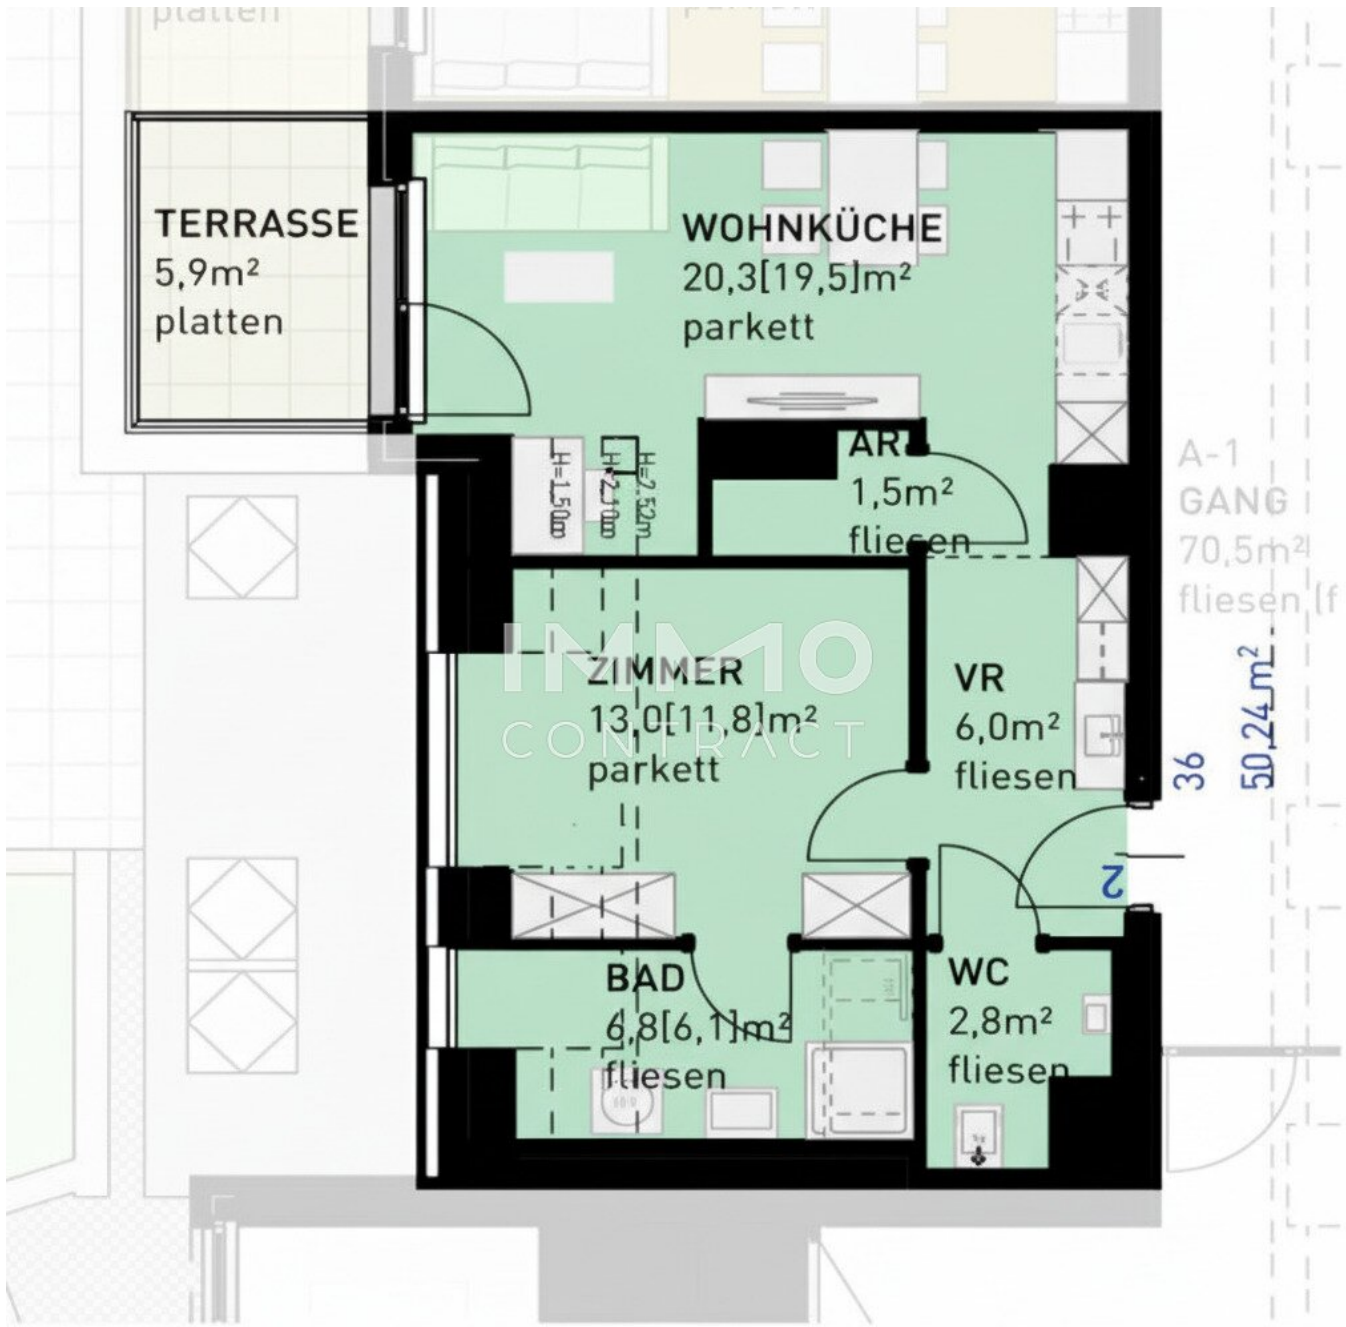 platten
parkett
TERRASSE
5,9m²
platten
WOHNKÜCHE
20,3[19,5]m²
parkett
AR
1,5m²
fliesen
H=1,50m
H=2,10m
H=2,52m
A-1
GANG
70,5m²
fliesen (f
IMMO
CONTRACT
ZIMMER
13,0[11,8]m²
parkett
VR
6,0m²
fliesen
36
50,24 m²
2
BAD
6,8[6,1]m²
fliesen
WC
2,8m²
fliesen